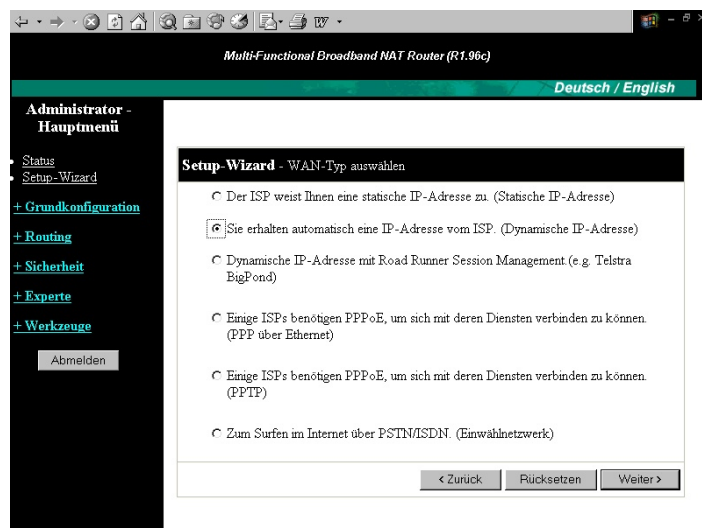 Multi-Functional Broadband NAT Router (R1.96c)
Deutsch / English
Administrator -
Hauptmenü
Status
Setup-Wizard
+ Grundkonfiguration
+ Routing
+ Sicherheit
+ Experte
+ Werkzeuge
Abmelden
Setup-Wizard - WAN-Typ auswählen
Der ISP weist Ihnen eine statische IP-Adresse zu. (Statische IP-Adresse)
Sie erhalten automatisch eine IP-Adresse vom ISP. (Dynamische IP-Adresse)
Dynamische IP-Adresse mit Road Runner Session Management.(e.g. Telstra
BigPond)
Einige ISPs benötigen PPPoE, um sich mit deren Diensten verbinden zu können.
(PPP über Ethernet)
Einige ISPs benötigen PPPoE, um sich mit deren Diensten verbinden zu können.
(PPTP)
Zum Surfen im Internet über PSTN/ISDN. (Einwählnetzwerk)
< Zurück
Rücksetzen
Weiter >